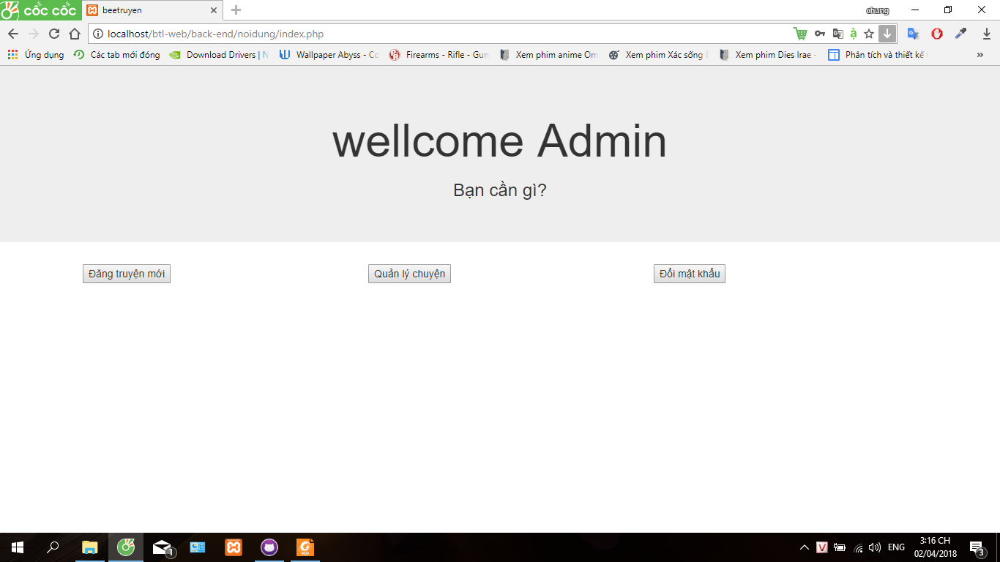 cốc cốc
beetruyen
chung
localhost/btl-web/back-end/noidung/index.php
Ứng dụng
Các tab mới đóng
Download Drivers | N
Wallpaper Abyss - Co
Firearms - Rifle - Gun
Xem phim anime Om
Xem phim Xác sống 
Xem phim Dies Irae -
Phân tích và thiết kế
»
wellcome Admin
Bạn cần gì?
Đăng truyện mới
Quản lý chuyện
Đổi mật khẩu
1
PDF
V
ENG
3:16 CH
02/04/2018
3